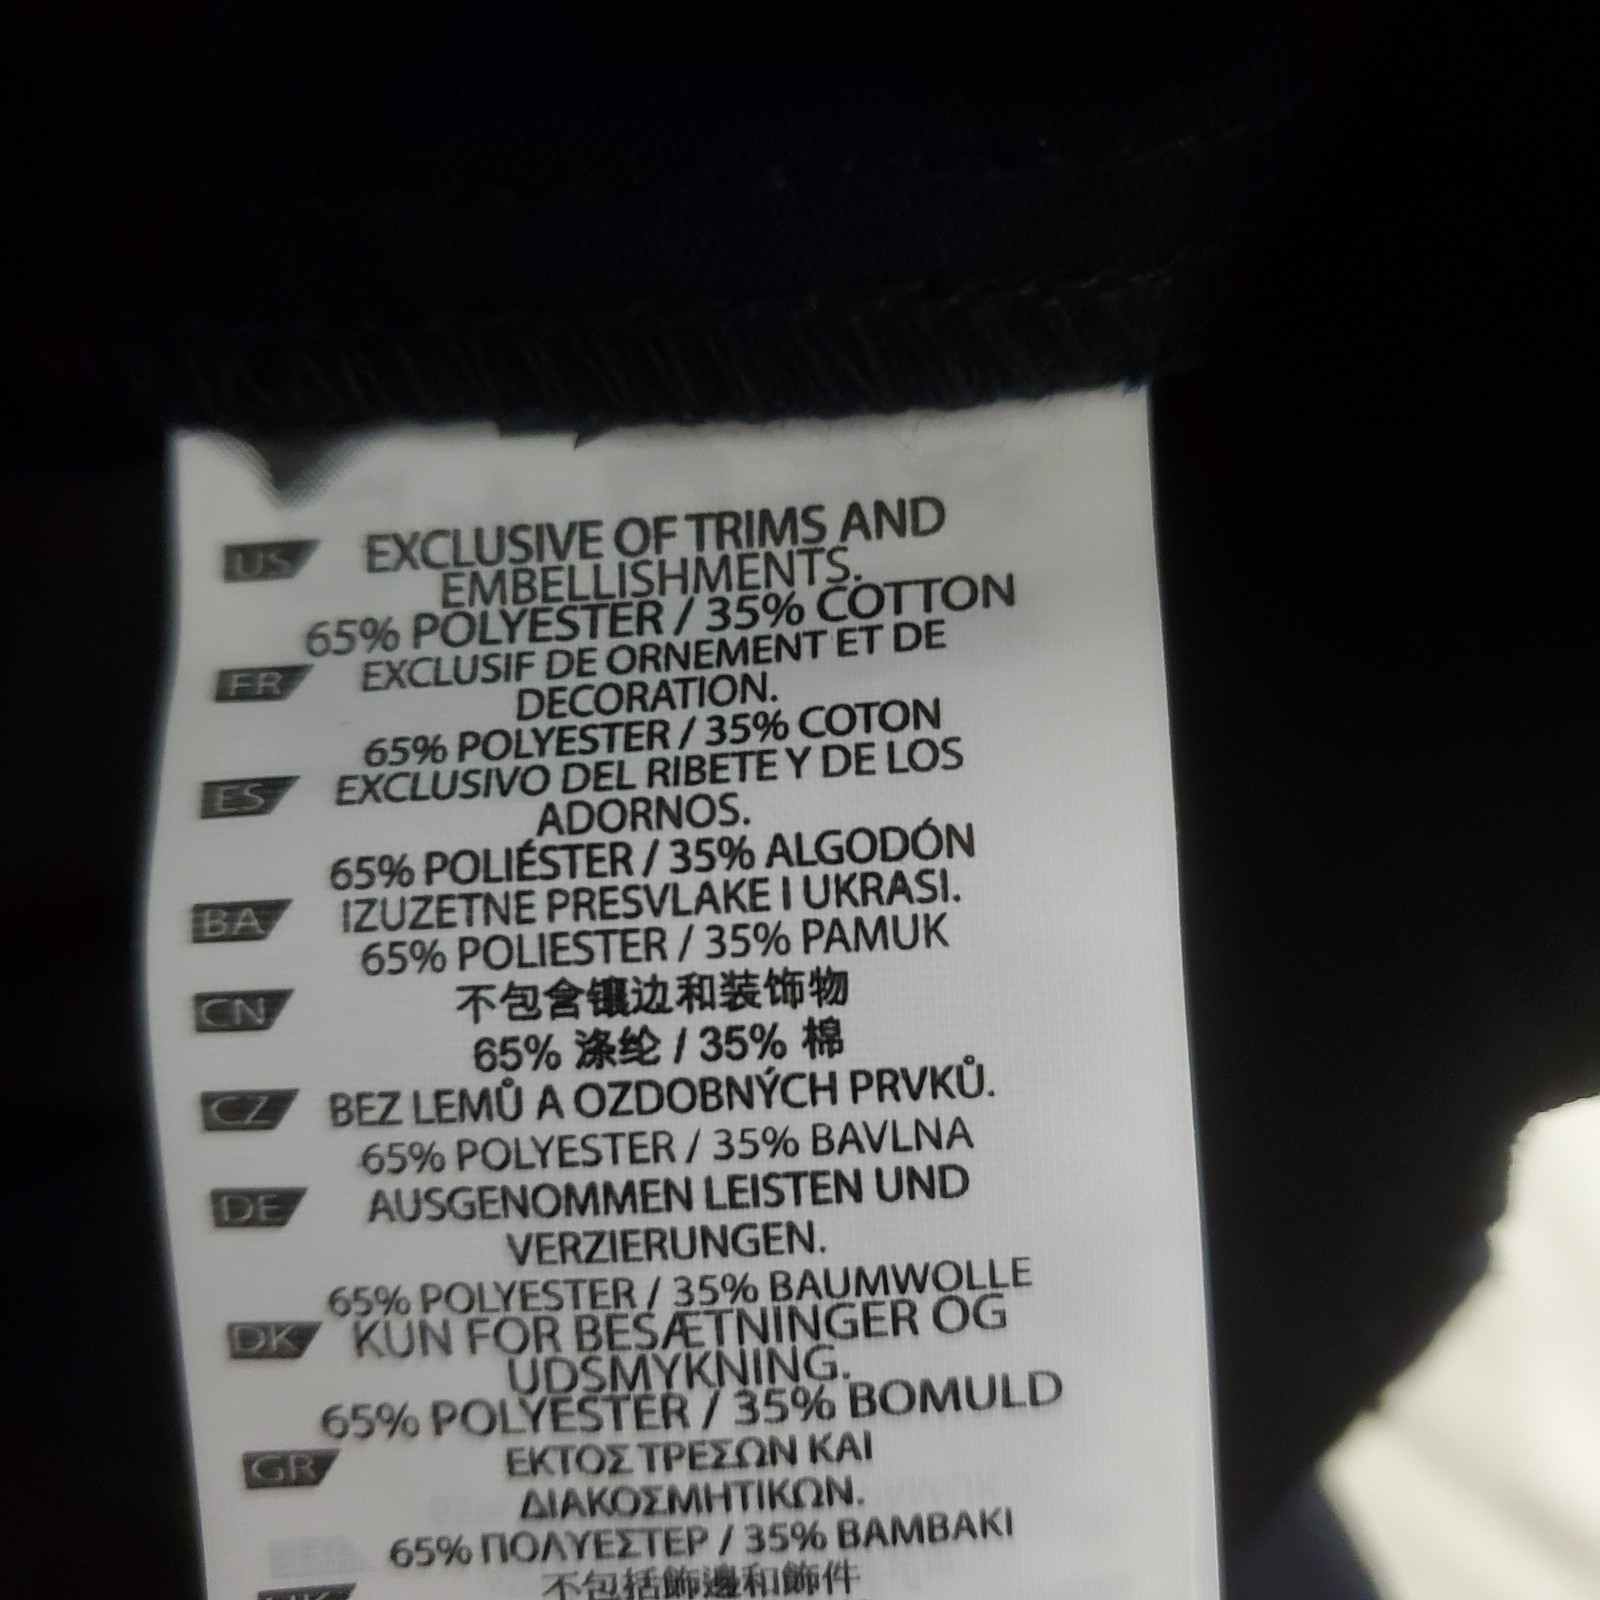 US EXCLUSIVE OF TRIMS AND
EMBELLISHMENTS.
65% POLYESTER / 35% COTTON
FR EXCLUSIF DE ORNEMENT ET DE
DECORATION.
65% POLYESTER / 35% COTON
ES EXCLUSIVO DEL RIBETE Y DE LOS
ADORNOS.
65% POLIÉSTER / 35% ALGODÓN
BA IZUZETNE PRESVLAKE I UKRASI.
65% POLIESTER / 35% PAMUK
CN 不包含镶边和装饰物
65% 涤纶 / 35% 棉
CZ BEZ LEMŮ A OZDOBNÝCH PRVKŮ.
65% POLYESTER / 35% BAVLNA
DE AUSGENOMMEN LEISTEN UND
VERZIERUNGEN.
65% POLYESTER / 35% BAUMWOLLE
DK KUN FOR BESÆTNINGER OG
UDSMYKNING.
65% POLYESTER / 35% BOMULD
GR ΕΚΤΟΣ ΤΡΕΣΩΝ ΚΑΙ
ΔΙΑΚΟΣΜΗΤΙΚΩΝ.
65% ΠΟΛΥΕΣΤΕΡ / 35% ΒΑΜΒΑΚΙ
不包括飾邊和飾件